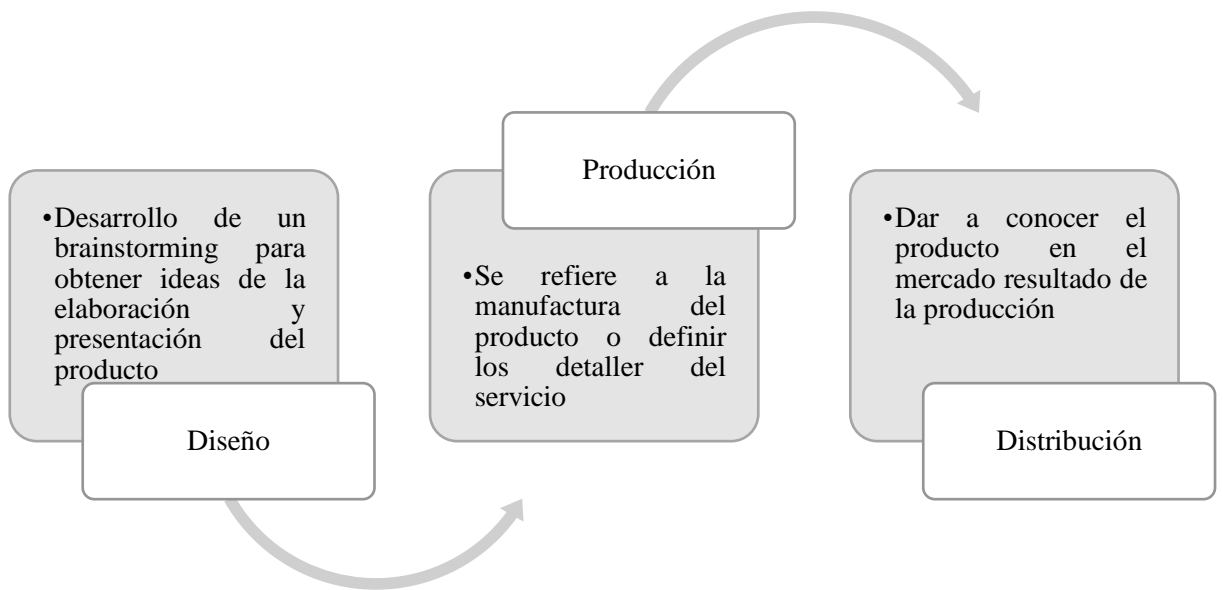 •Desarrollo de un
brainstorming para
obtener ideas de la
elaboración y
presentación del
producto
Diseño
Producción
•Se refiere a la
manufactura del
producto o definir
los detaller del
servicio
•Dar a conocer el
producto en el
mercado resultado de
la producción
Distribución